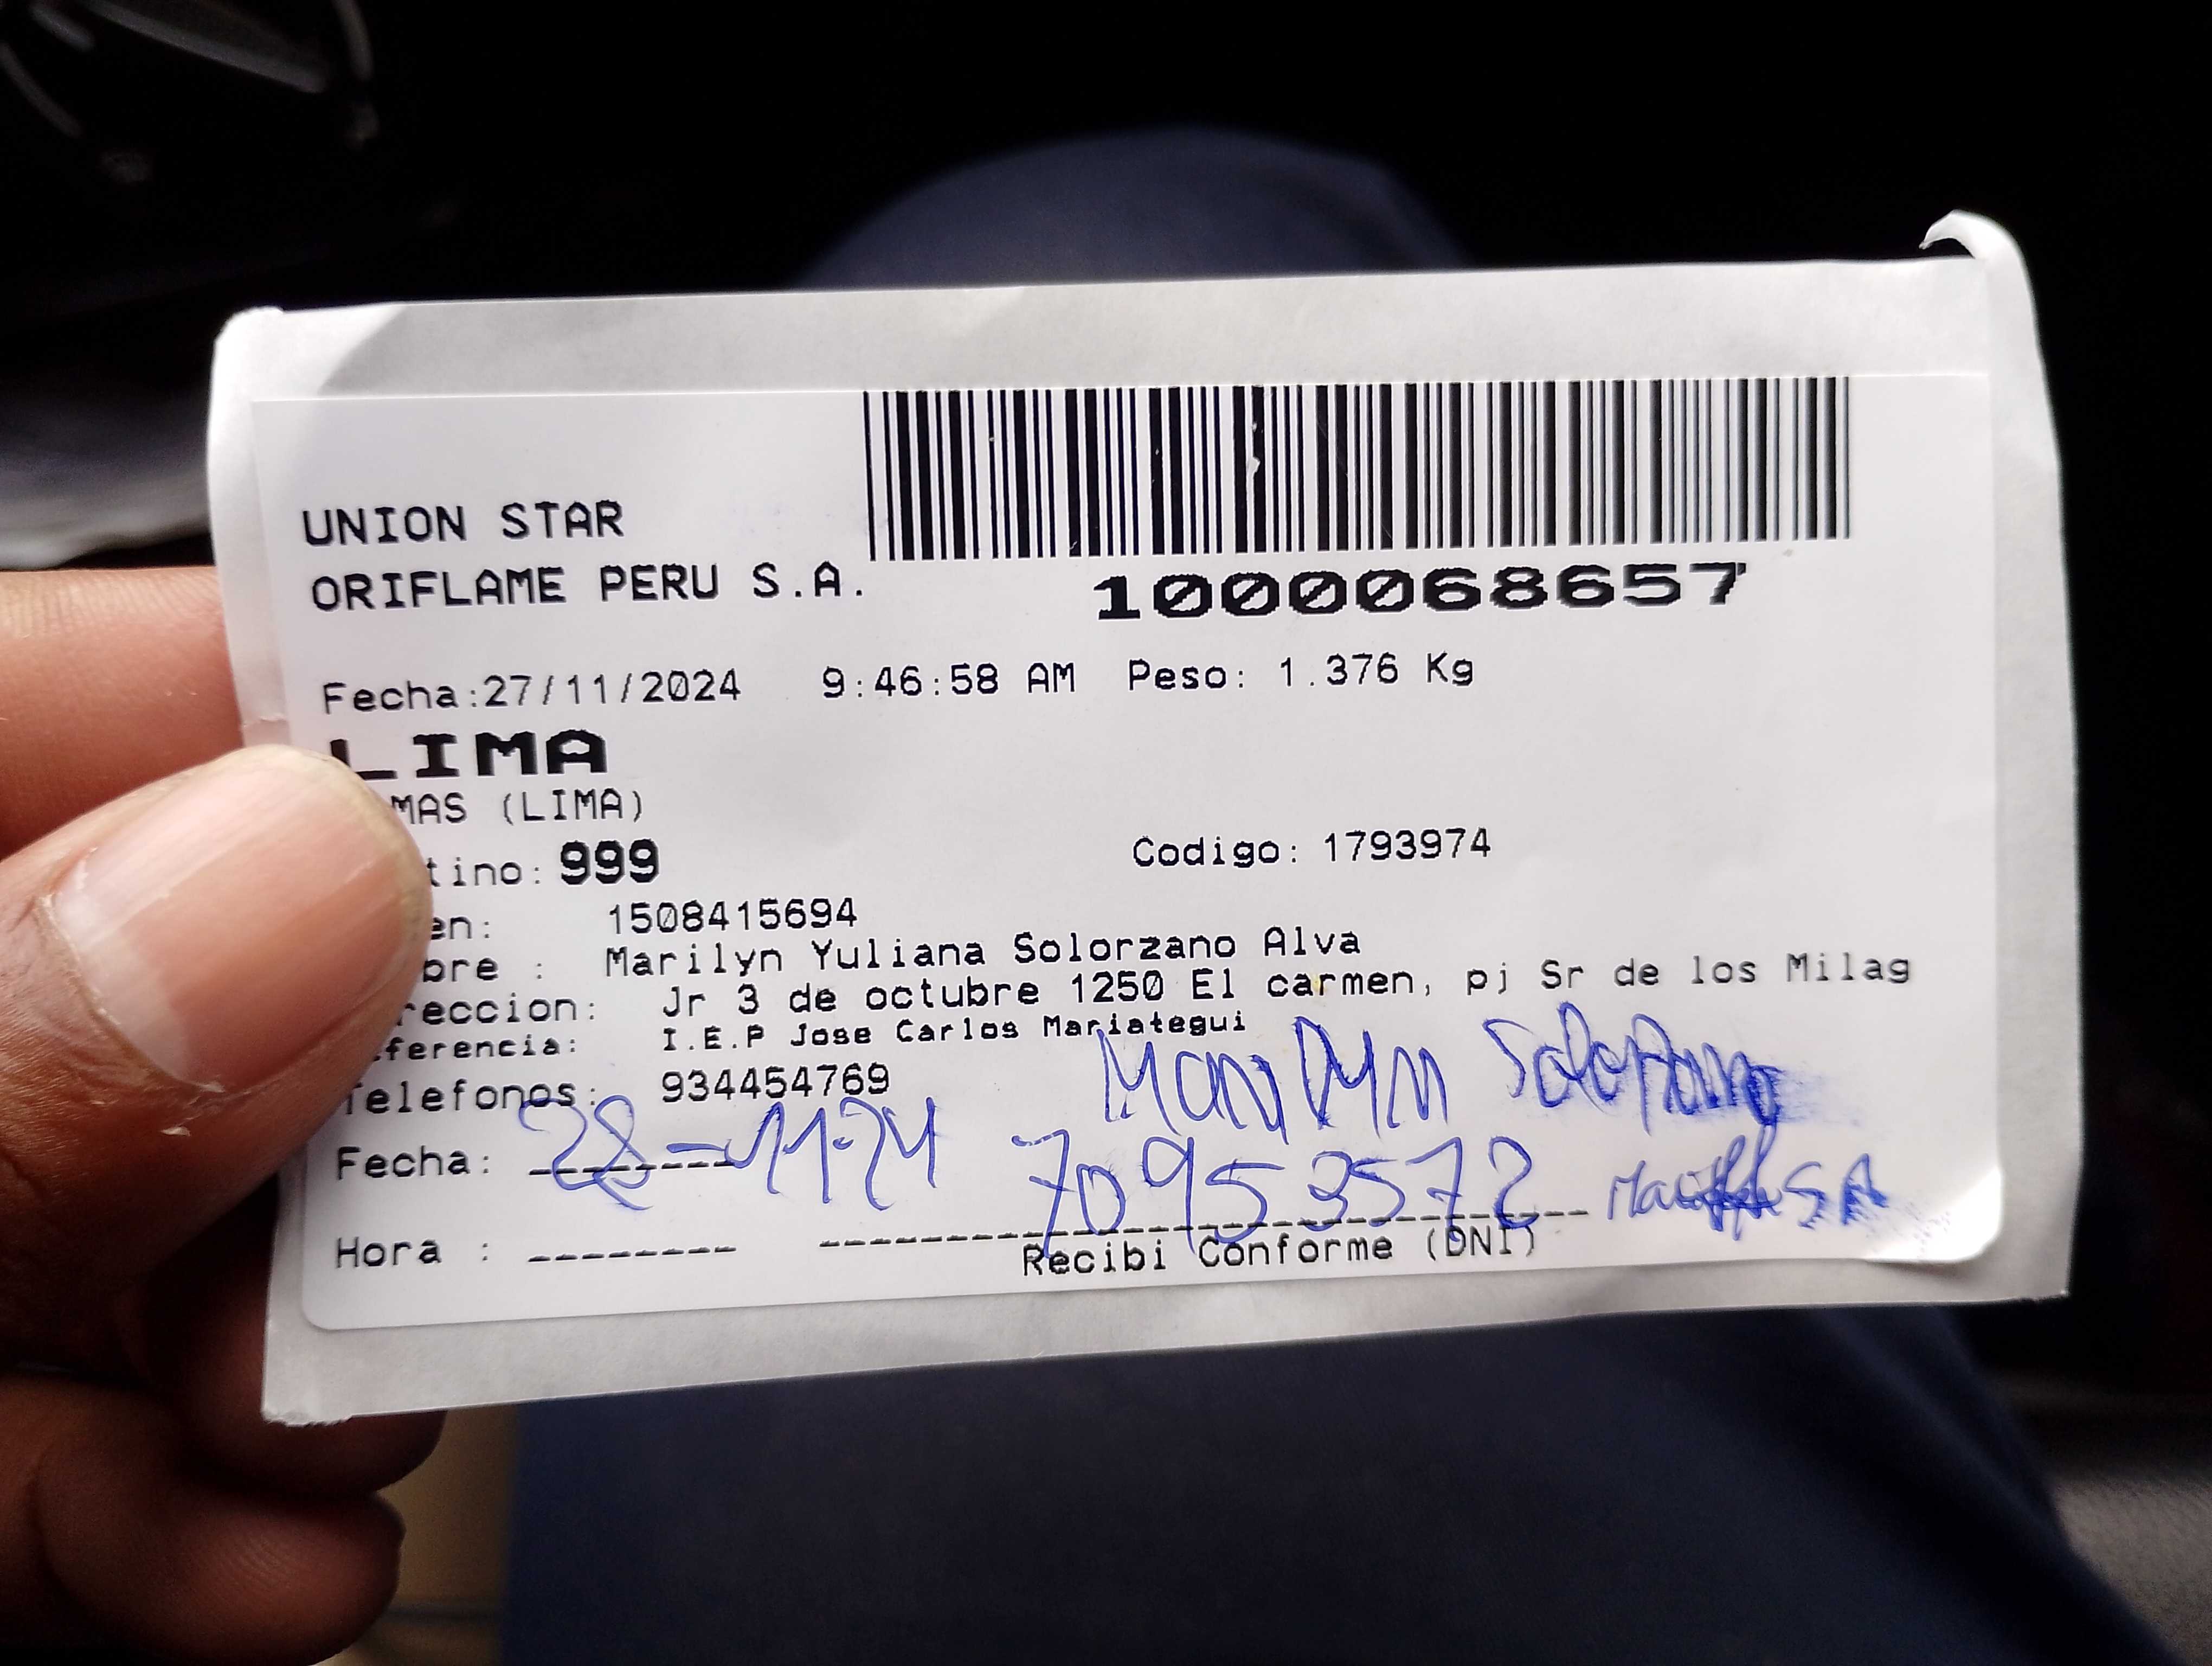 UNION STAR
ORIFLAME PERU S.A.
1000068657
Fecha:27/11/2024 9:46:58 AM Peso: 1.376 Kg
LIMA
MAS (LIMA)
tino: 999 Codigo: 1793974
en: 1508415694
bre : Marilyn Yuliana Solorzano Alva
reccion: Jr 3 de octubre 1250 El carmen, pj Sr de los Milag
ferencia: I.E.P Jose Carlos Mariategui
Telefonos: 934454769
Marilyn Solorzano
Fecha: 28-11-24 70953572
Hora :
Recibi Conforme (DNI)